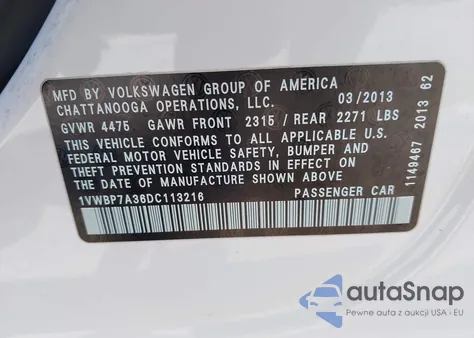 MFD BY VOLKSWAGEN GROUP OF AMERICA
CHATTANOOGA OPERATIONS, LLC. 03/2013
GVWR 4475 GAWR FRONT 2315 / REAR 2271 LBS
THIS VEHICLE CONFORMS TO ALL APPLICABLE U.S.
FEDERAL MOTOR VEHICLE SAFETY, BUMPER AND
THEFT PREVENTION STANDARDS IN EFFECT ON THE
DATE OF MANUFACTURE SHOWN ABOVE.
1VWBP7A36DC113216 PASSENGER CAR
1149467 2013 62
autoSnap
Pewne auta z aukcji USA - EU